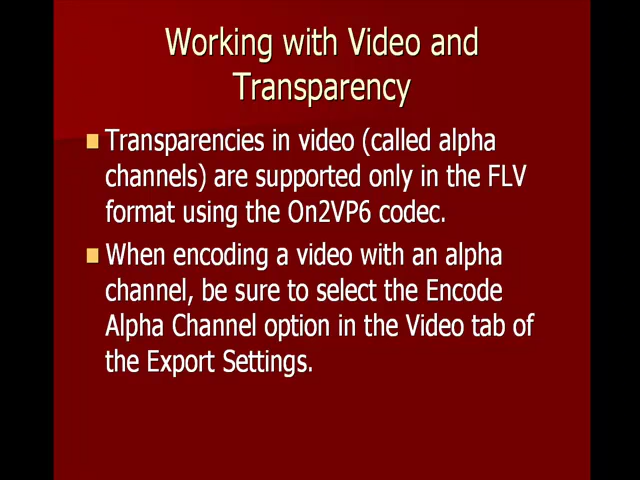 Working with Video and
Transparency
Transparencies in video (called alpha
channels) are supported only in the FLV
format using the On2VP6 codec.
When encoding a video with an alpha
channel, be sure to select the Encode
Alpha Channel option in the Video tab of
the Export Settings.